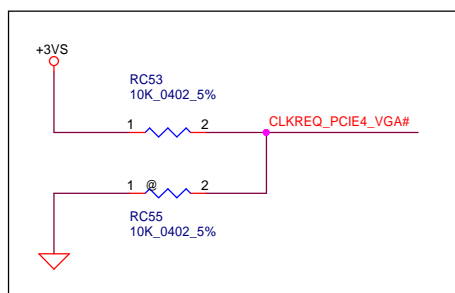 +3VS
RC53
10K_0402_5%
1 2
CLKREQ_PCIE4_VGA#
1 @ 2
RC55
10K_0402_5%